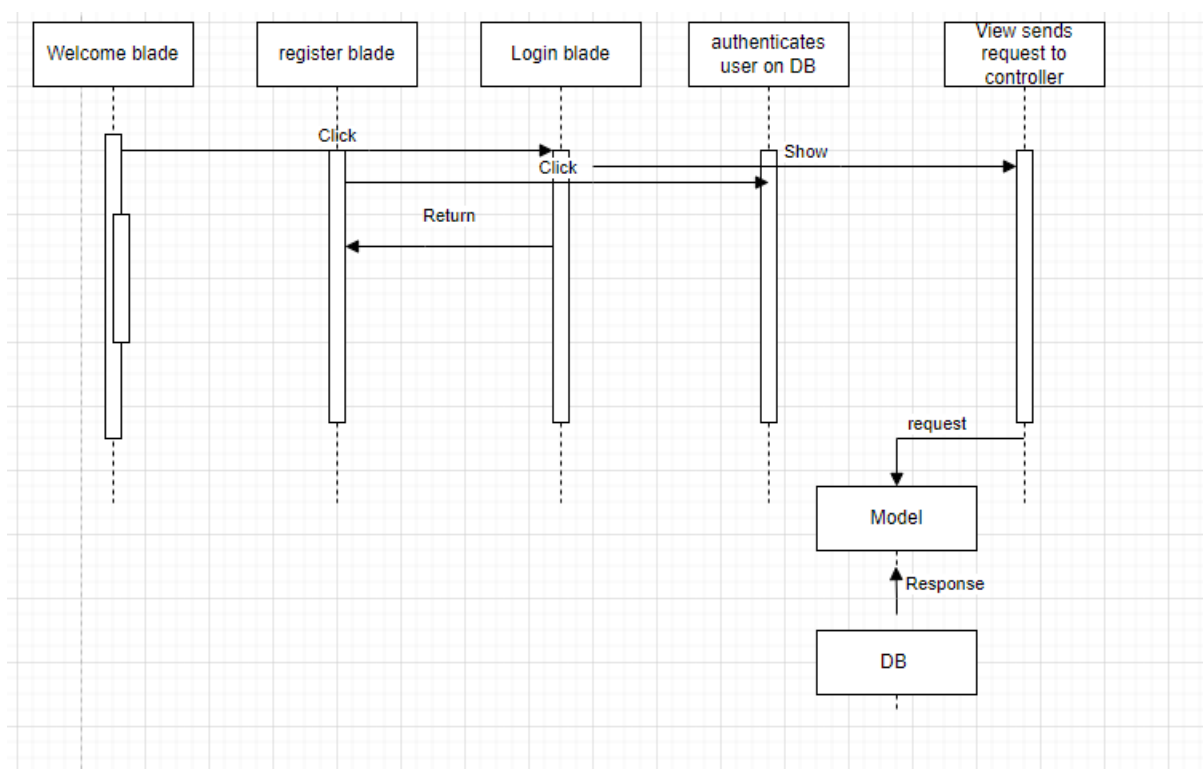 Welcome blade
register blade
Login blade
authenticates
user on DB
View sends
request to
controller
Click
Show
Click
Return
request
Model
Response
DB